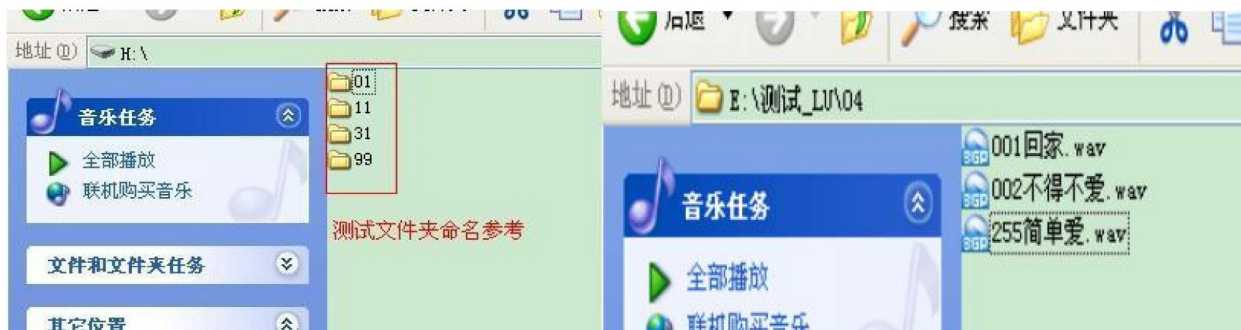 地址(D) H:\
01
11
31
99
音乐任务
全部播放
联机购买音乐
测试文件夹命名参考
文件和文件夹任务
其它位置
后退 搜索 文件夹
地址(D) E:\测试_LU\04
001回家.wav
002不得不爱.wav
255简单爱.wav
音乐任务
全部播放
联机购买音乐